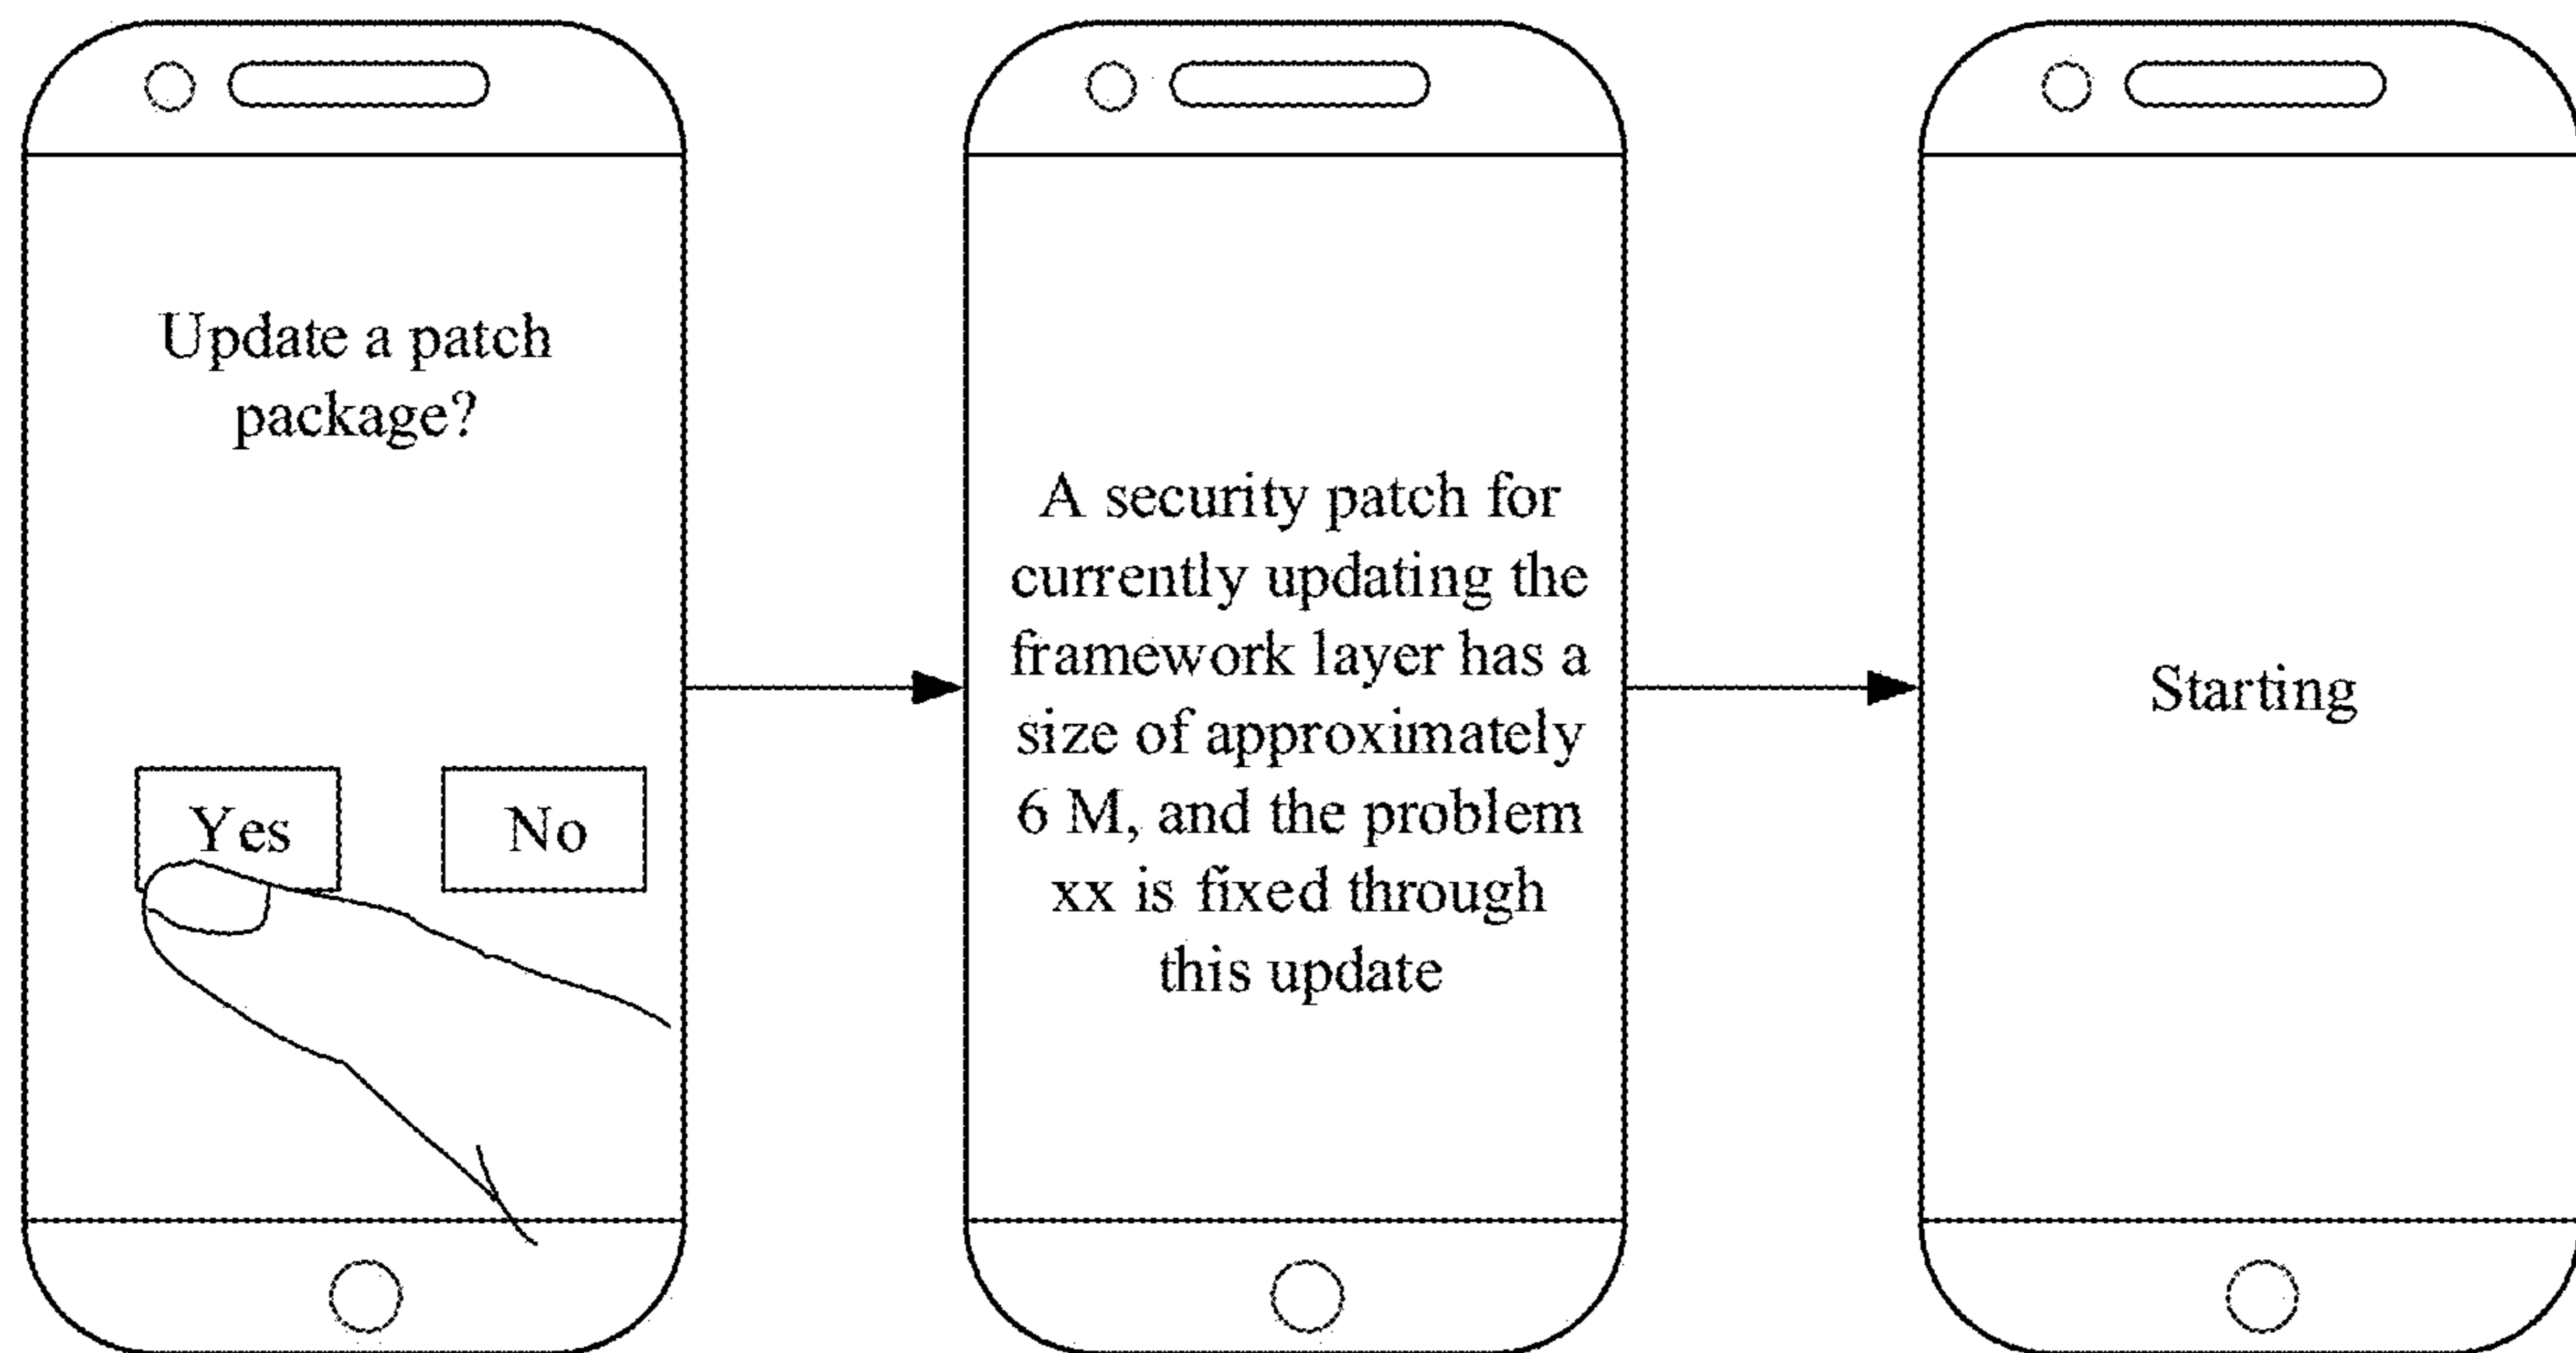 Update a patch
package?
Yes
No
A security patch for
currently updating the
framework layer has a
size of approximately
6 M, and the problem
xx is fixed through
this update
Starting